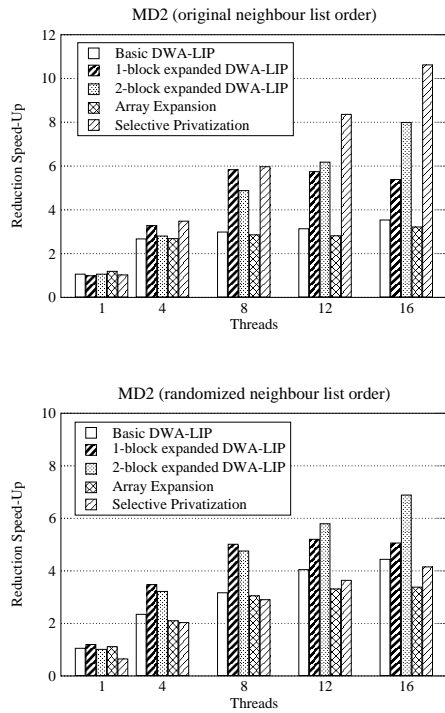 MD2 (original neighbour list order)
12
10
8
6
4
2
0
Reduction Speed-Up
Basic DWA-LIP
1-block expanded DWA-LIP
2-block expanded DWA-LIP
Array Expansion
Selective Privatization
1 4 8 12 16
Threads
MD2 (randomized neighbour list order)
10
8
6
4
2
0
Reduction Speed-Up
Basic DWA-LIP
1-block expanded DWA-LIP
2-block expanded DWA-LIP
Array Expansion
Selective Privatization
1 4 8 12 16
Threads